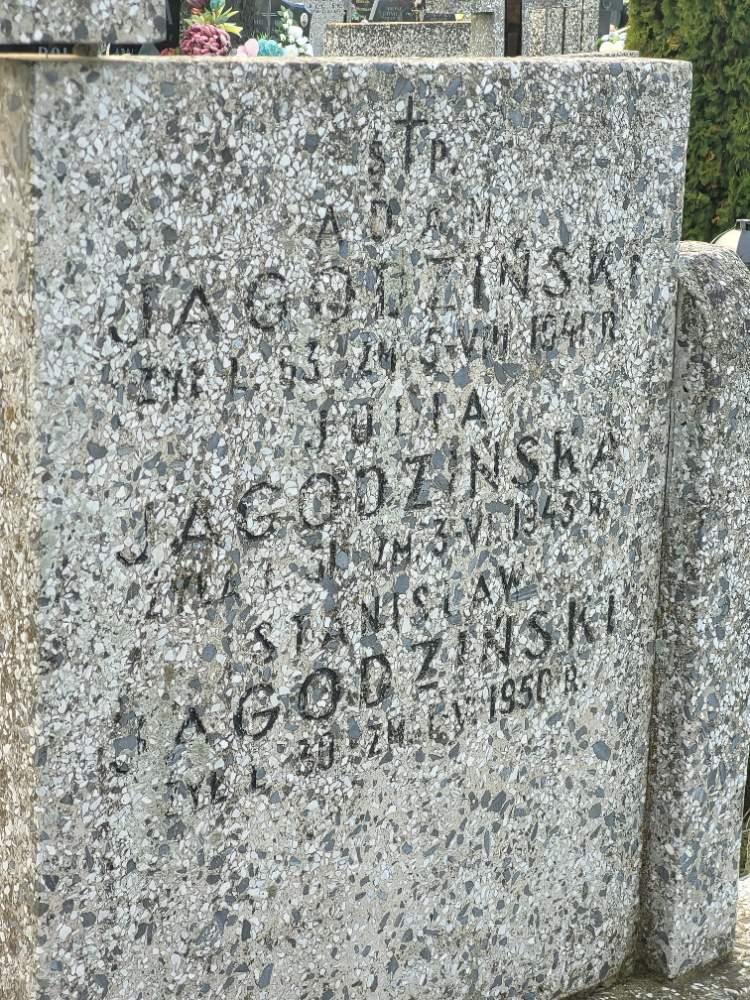 Ś P.
ADAM
JAGODZIŃSKI
ŻYŁ L 63 ZM. 5-VIII 1941 R
JULIA
JAGODZIŃSKA
ZM. 3-VI. 1943 R.
STANISŁAW
JAGODZIŃSKI
ŻYŁ L 30 ZM. 1950 R.